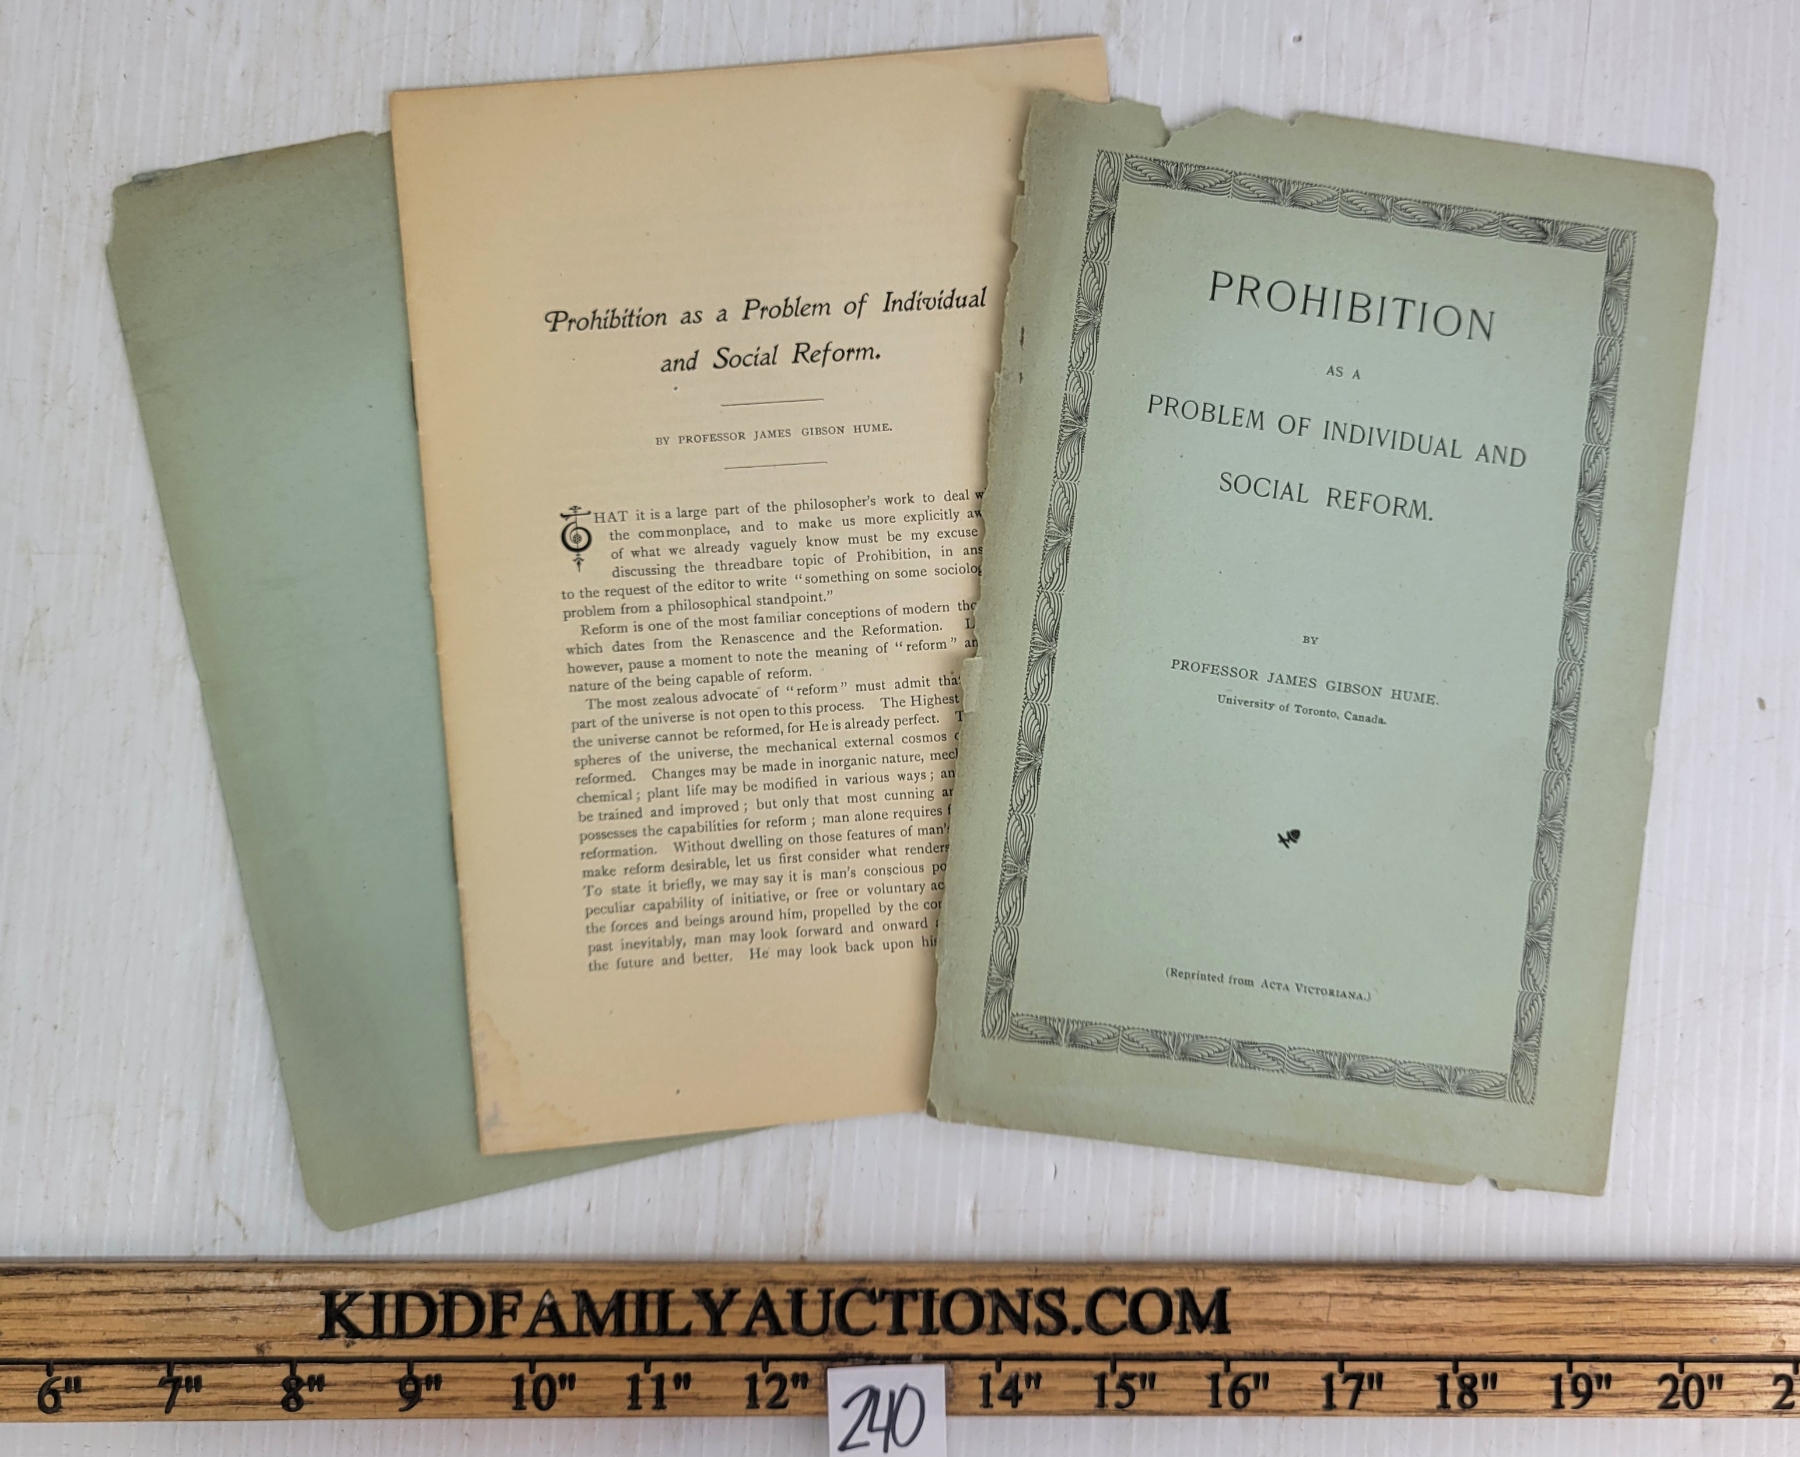 Prohibition as a Problem of Individual
and Social Reform.
BY PROFESSOR JAMES GIBSON HUME.
THAT it is a large part of the philosopher's work to deal
the commonplace, and to make us more explicitly
of what we already vaguely know must be my excuse
discussing the threadbare topic of Prohibition, in
to the request of the editor to write "something on some
problem from a philosophical standpoint."
Reform is one of the most familiar conceptions of modern
which dates from the Renascence and the Reformation.
however, pause a moment to note the meaning of "reform"
nature of the being capable of reform.
The most zealous advocate of "reform" must admit
part of the universe is not open to this process. The Highest
the universe cannot be reformed, for He is already perfect.
spheres of the universe, the mechanical external cosmos
reformed. Changes may be made in inorganic nature,
chemical; plant life may be modified in various ways;
be trained and improved; but only that most cunning
possesses the capabilities for reform; man alone requires
reformation. Without dwelling on those features of man's
make reform desirable, let us first consider what renders
To state it briefly, we may say it is man's conscious
peculiar capability of initiative, or free or voluntary
the forces and beings around him, propelled by the
past inevitably, man may look forward and onward
the future and better. He may look back upon
PROHIBITION
AS A
PROBLEM OF INDIVIDUAL AND
SOCIAL REFORM.
BY
PROFESSOR JAMES GIBSON HUME.
University of Toronto, Canada.
(Reprinted from ACTA VICTORIANA.)
KIDDFAMILYAUCTIONS.COM
6" 7" 8" 9" 10" 11" 12" 14" 15" 16" 17" 18" 19" 20" 2
240